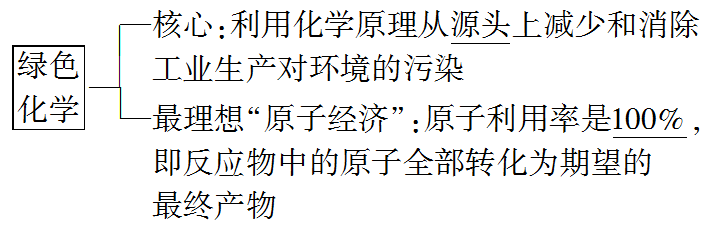 绿色
化学
核心:利用化学原理从源头上减少和消除
工业生产对环境的污染
最理想“原子经济”:原子利用率是100%,
即反应物中的原子全部转化为期望的
最终产物